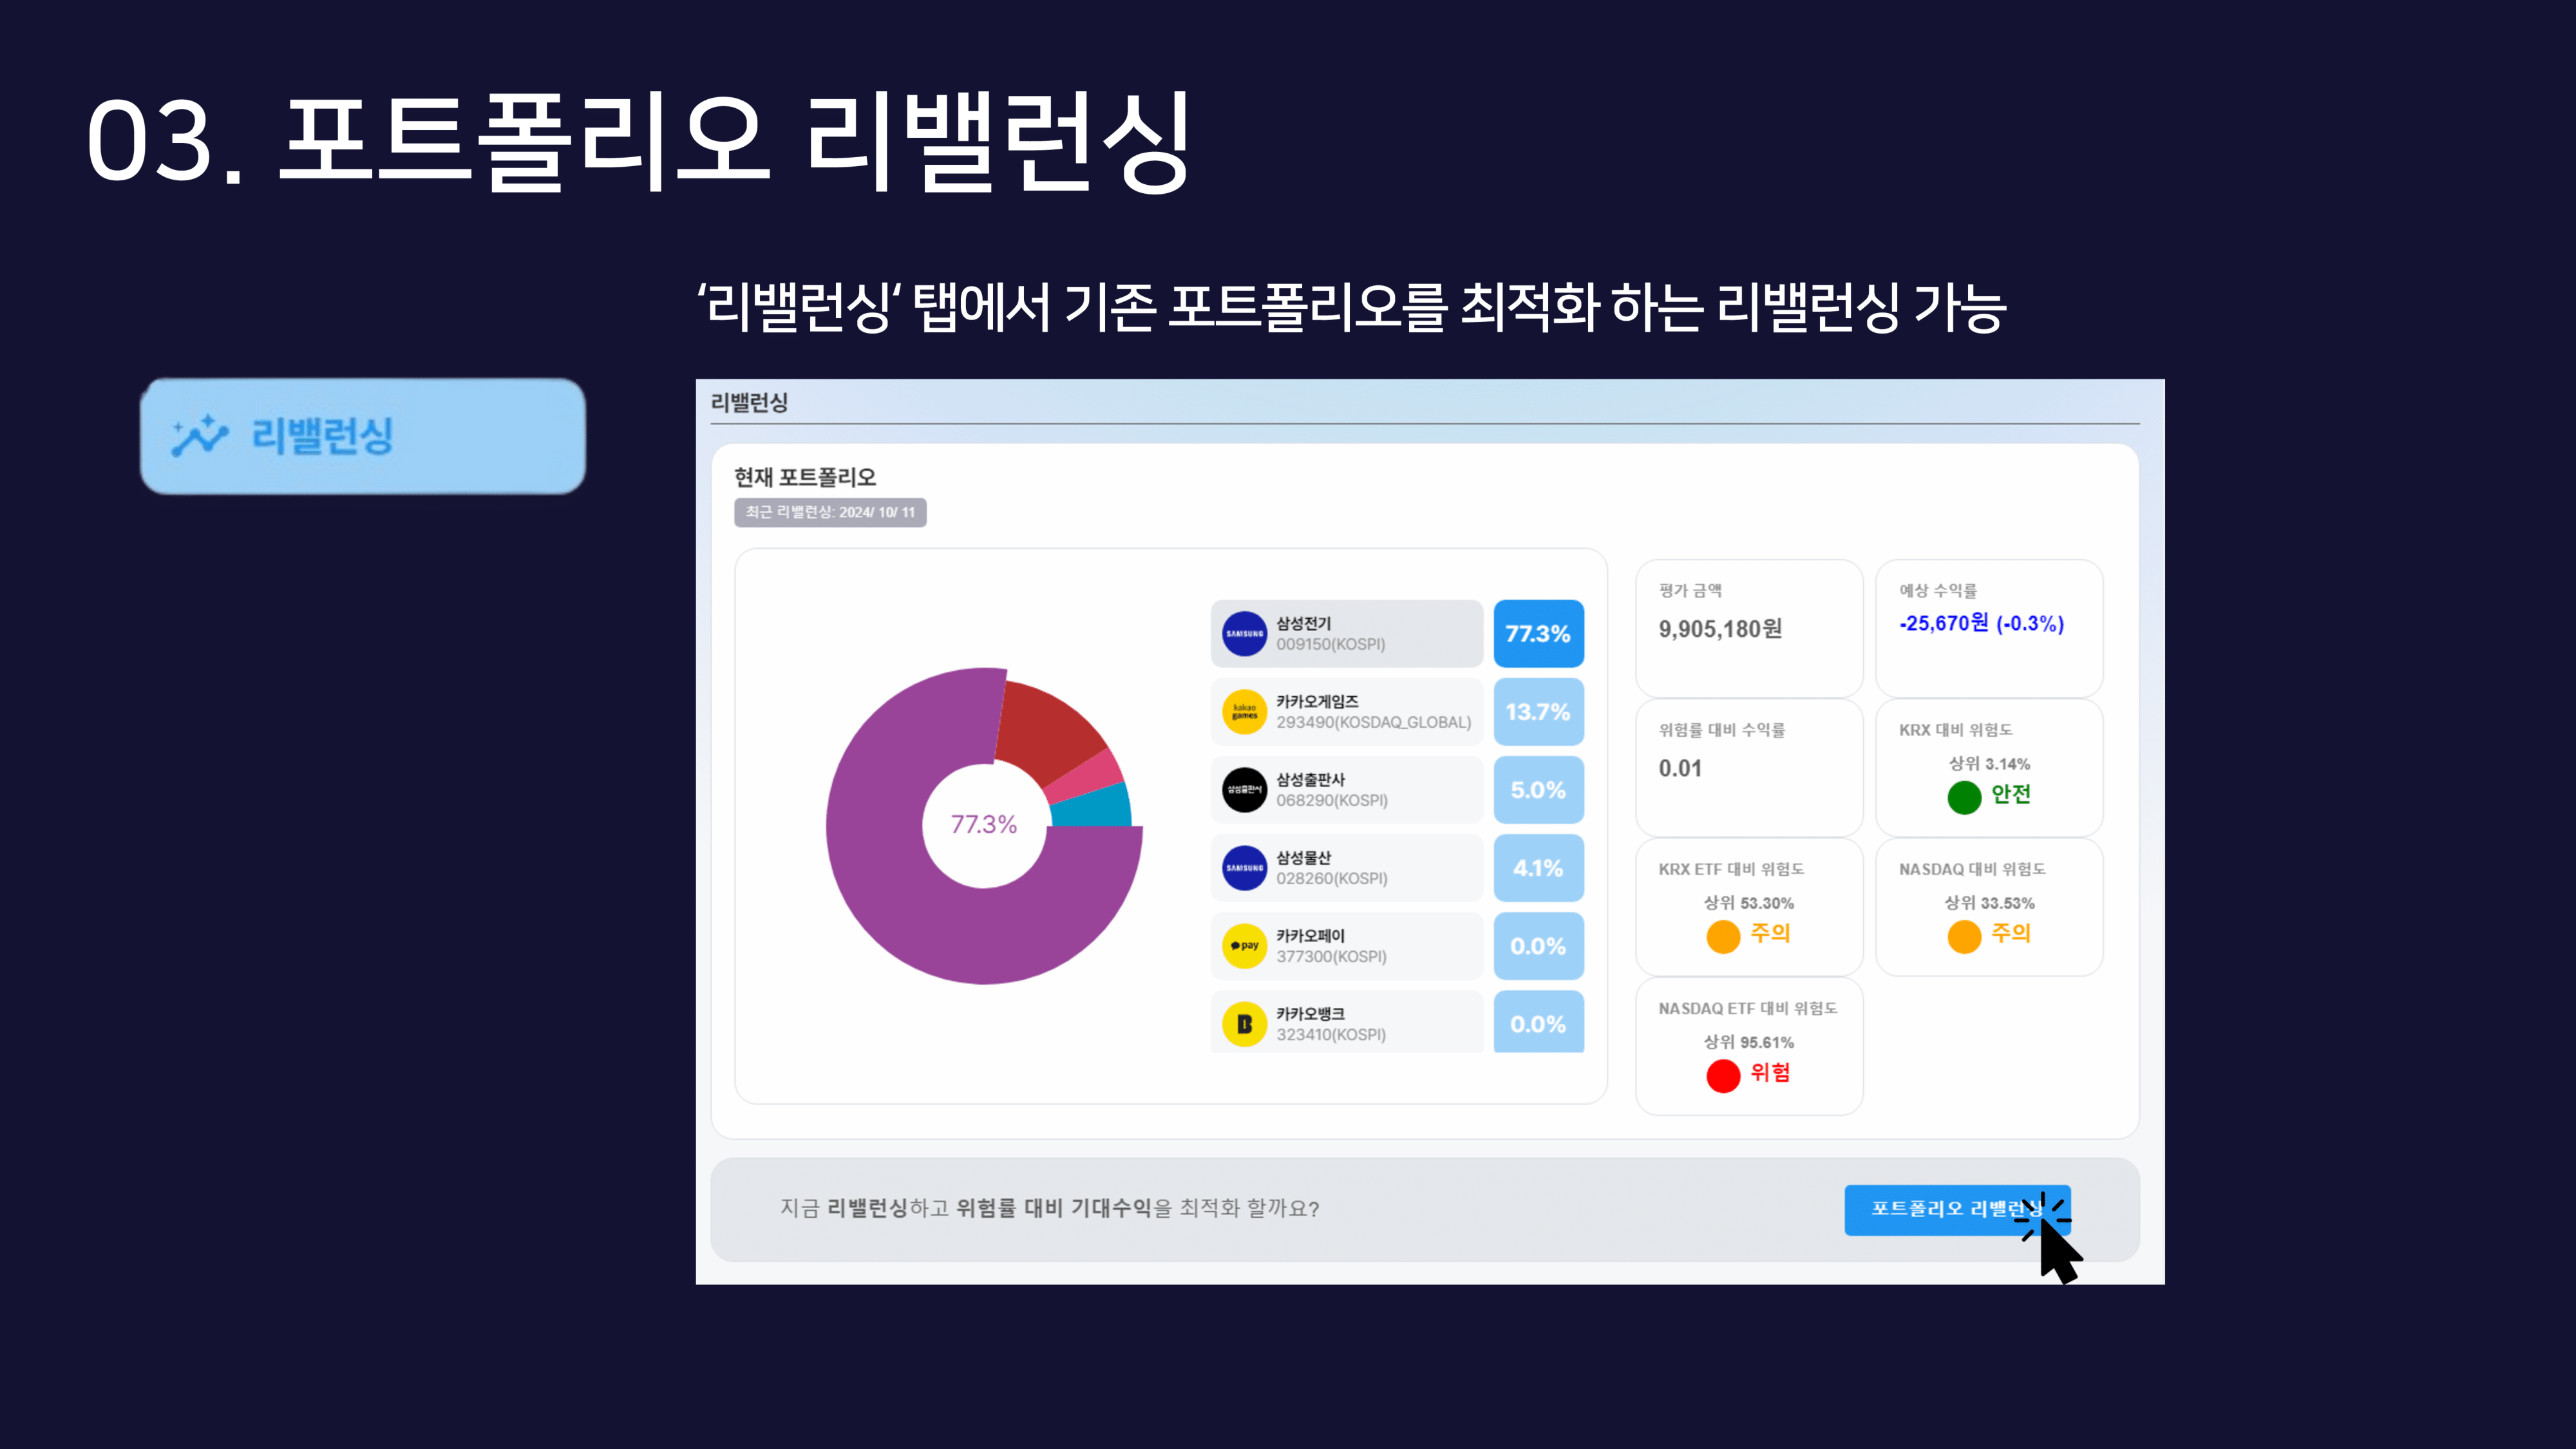 03. 포트폴리오 리밸런싱
‘리밸런싱‘ 탭에서 기존 포트폴리오를 최적화 하는 리밸런싱 가능
리밸런싱
리밸런싱
현재 포트폴리오
최근 리밸런싱: 2024/ 10/ 11
77.3%
SAMSUNG
삼성전기
009150(KOSPI)
77.3%
kakao
games
카카오게임즈
293490(KOSDAQ_GLOBAL)
13.7%
삼성출판사
삼성출판사
068290(KOSPI)
5.0%
SAMSUNG
삼성물산
028260(KOSPI)
4.1%
pay
카카오페이
377300(KOSPI)
0.0%
B
카카오뱅크
323410(KOSPI)
0.0%
평가 금액
9,905,180원
예상 수익률
-25,670원 (-0.3%)
위험률 대비 수익률
0.01
KRX 대비 위험도
상위 3.14%
안전
KRX ETF 대비 위험도
상위 53.30%
주의
NASDAQ 대비 위험도
상위 33.53%
주의
NASDAQ ETF 대비 위험도
상위 95.61%
위험
지금 리밸런싱하고 위험률 대비 기대수익을 최적화 할까요?
포트폴리오 리밸런싱